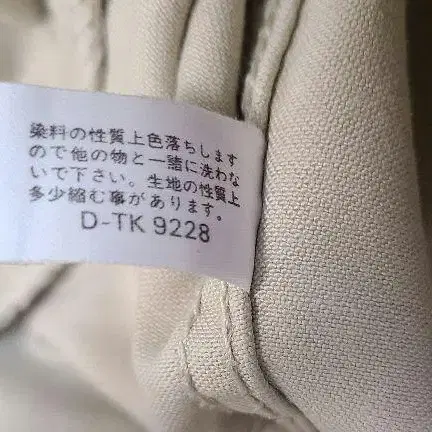 染料の性質上色落ちします
ので他の物と一諸に洗わな
いで下さい。生地の性質上
多少縮む事があります。
D-TK 9228